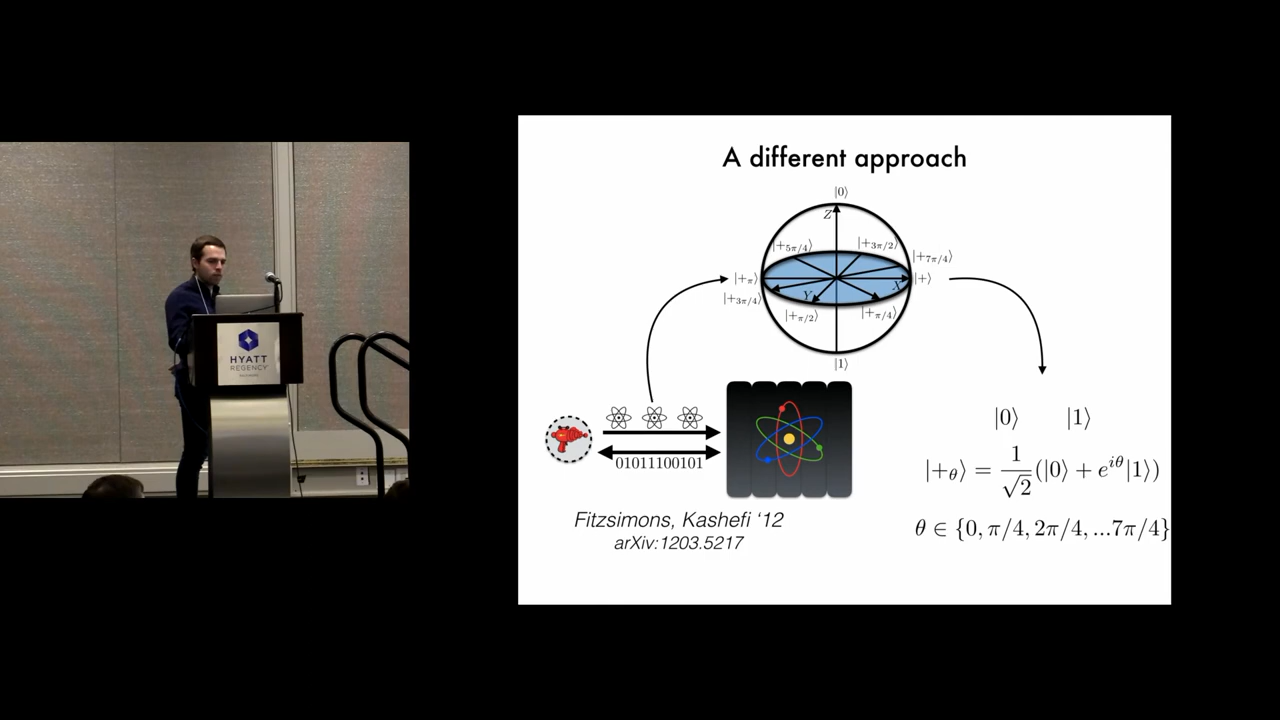 HYATT
REGENCY
A different approach
|0⟩
Z
|+5π/4⟩
|+3π/2⟩
|+7π/4⟩
|+π⟩
X
|+⟩
|+3π/4⟩
Y
|+π/2⟩
|+π/4⟩
|1⟩
01011100101
Fitzsimons, Kashefi ‘12
arXiv:1203.5217
|0⟩ |1⟩
|+θ⟩ = 1/√2 (|0⟩ + e^{iθ}|1⟩)
θ ∈ {0, π/4, 2π/4, ...7π/4}